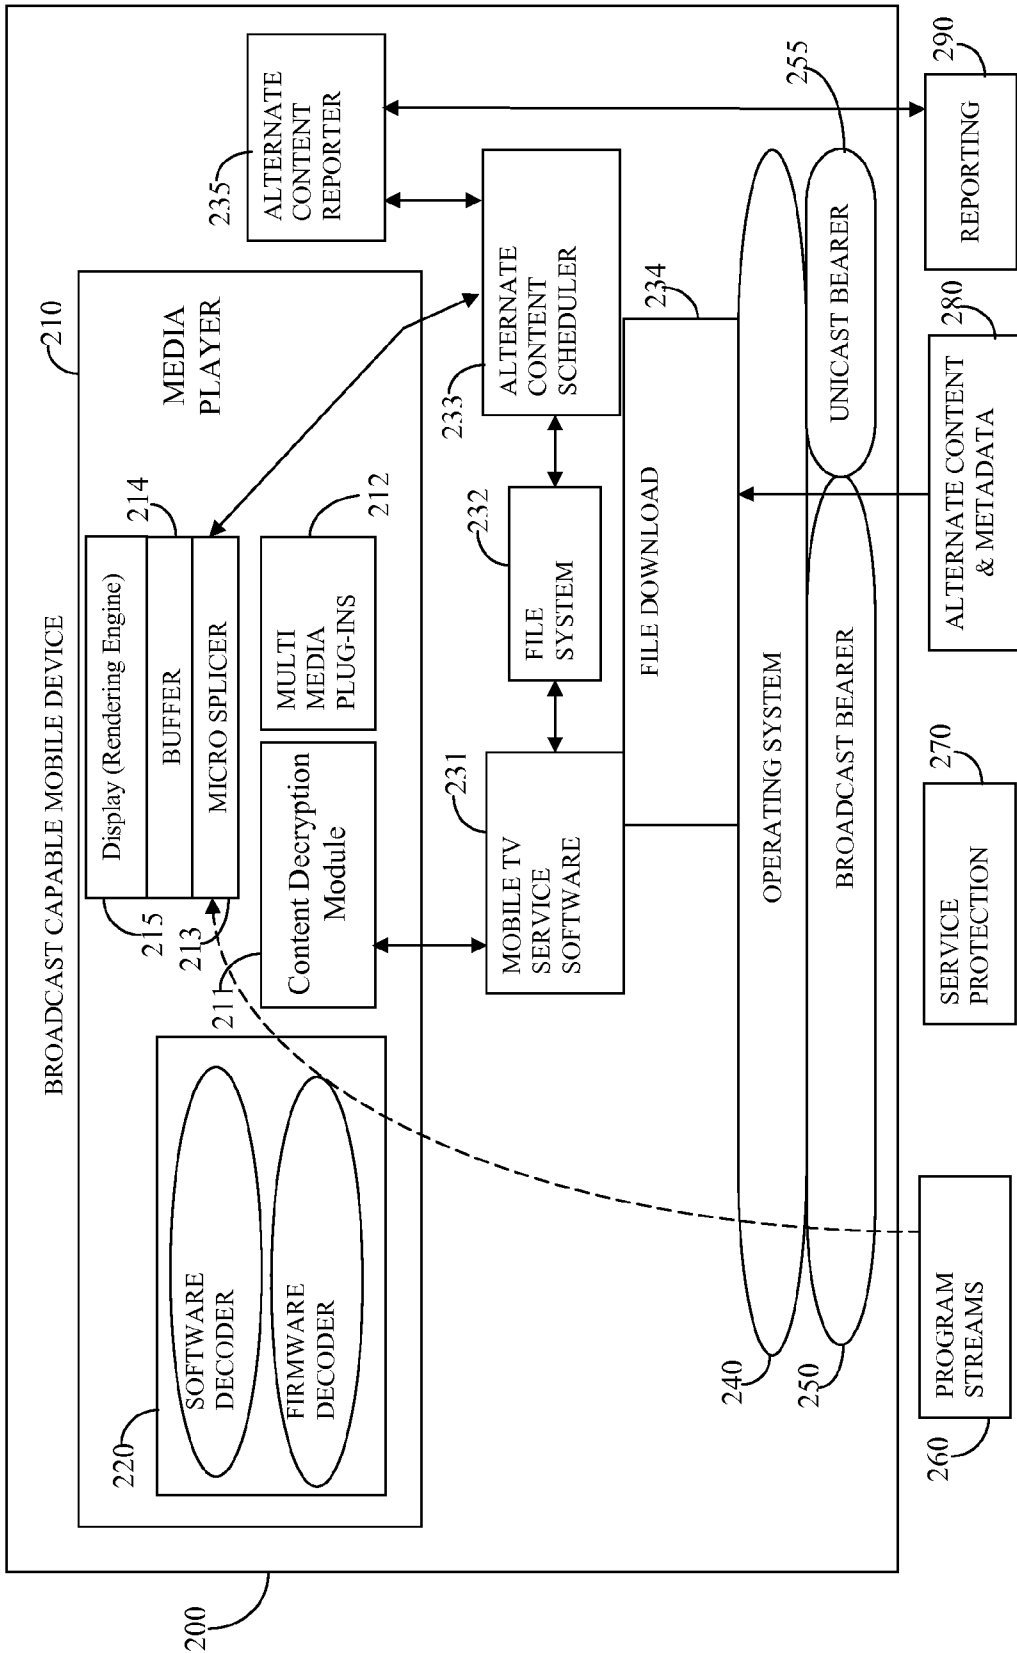 BROADCAST CAPABLE MOBILE DEVICE
200
210
MEDIA
PLAYER
220
SOFTWARE
DECODER
FIRMWARE
DECODER
215
213
Display (Rendering Engine)
BUFFER
MICRO SPLICER
214
211
Content Decryption
Module
MULTI
MEDIA
PLUG-INS
212
235
ALTERNATE
CONTENT
REPORTER
231
MOBILE TV
SERVICE
SOFTWARE
232
FILE
SYSTEM
233
ALTERNATE
CONTENT
SCHEDULER
FILE DOWNLOAD
234
240
OPERATING SYSTEM
250
BROADCAST BEARER
UNICAST BEARER
255
260
PROGRAM
STREAMS
SERVICE
PROTECTION
270
ALTERNATE CONTENT
& METADATA
280
REPORTING
290